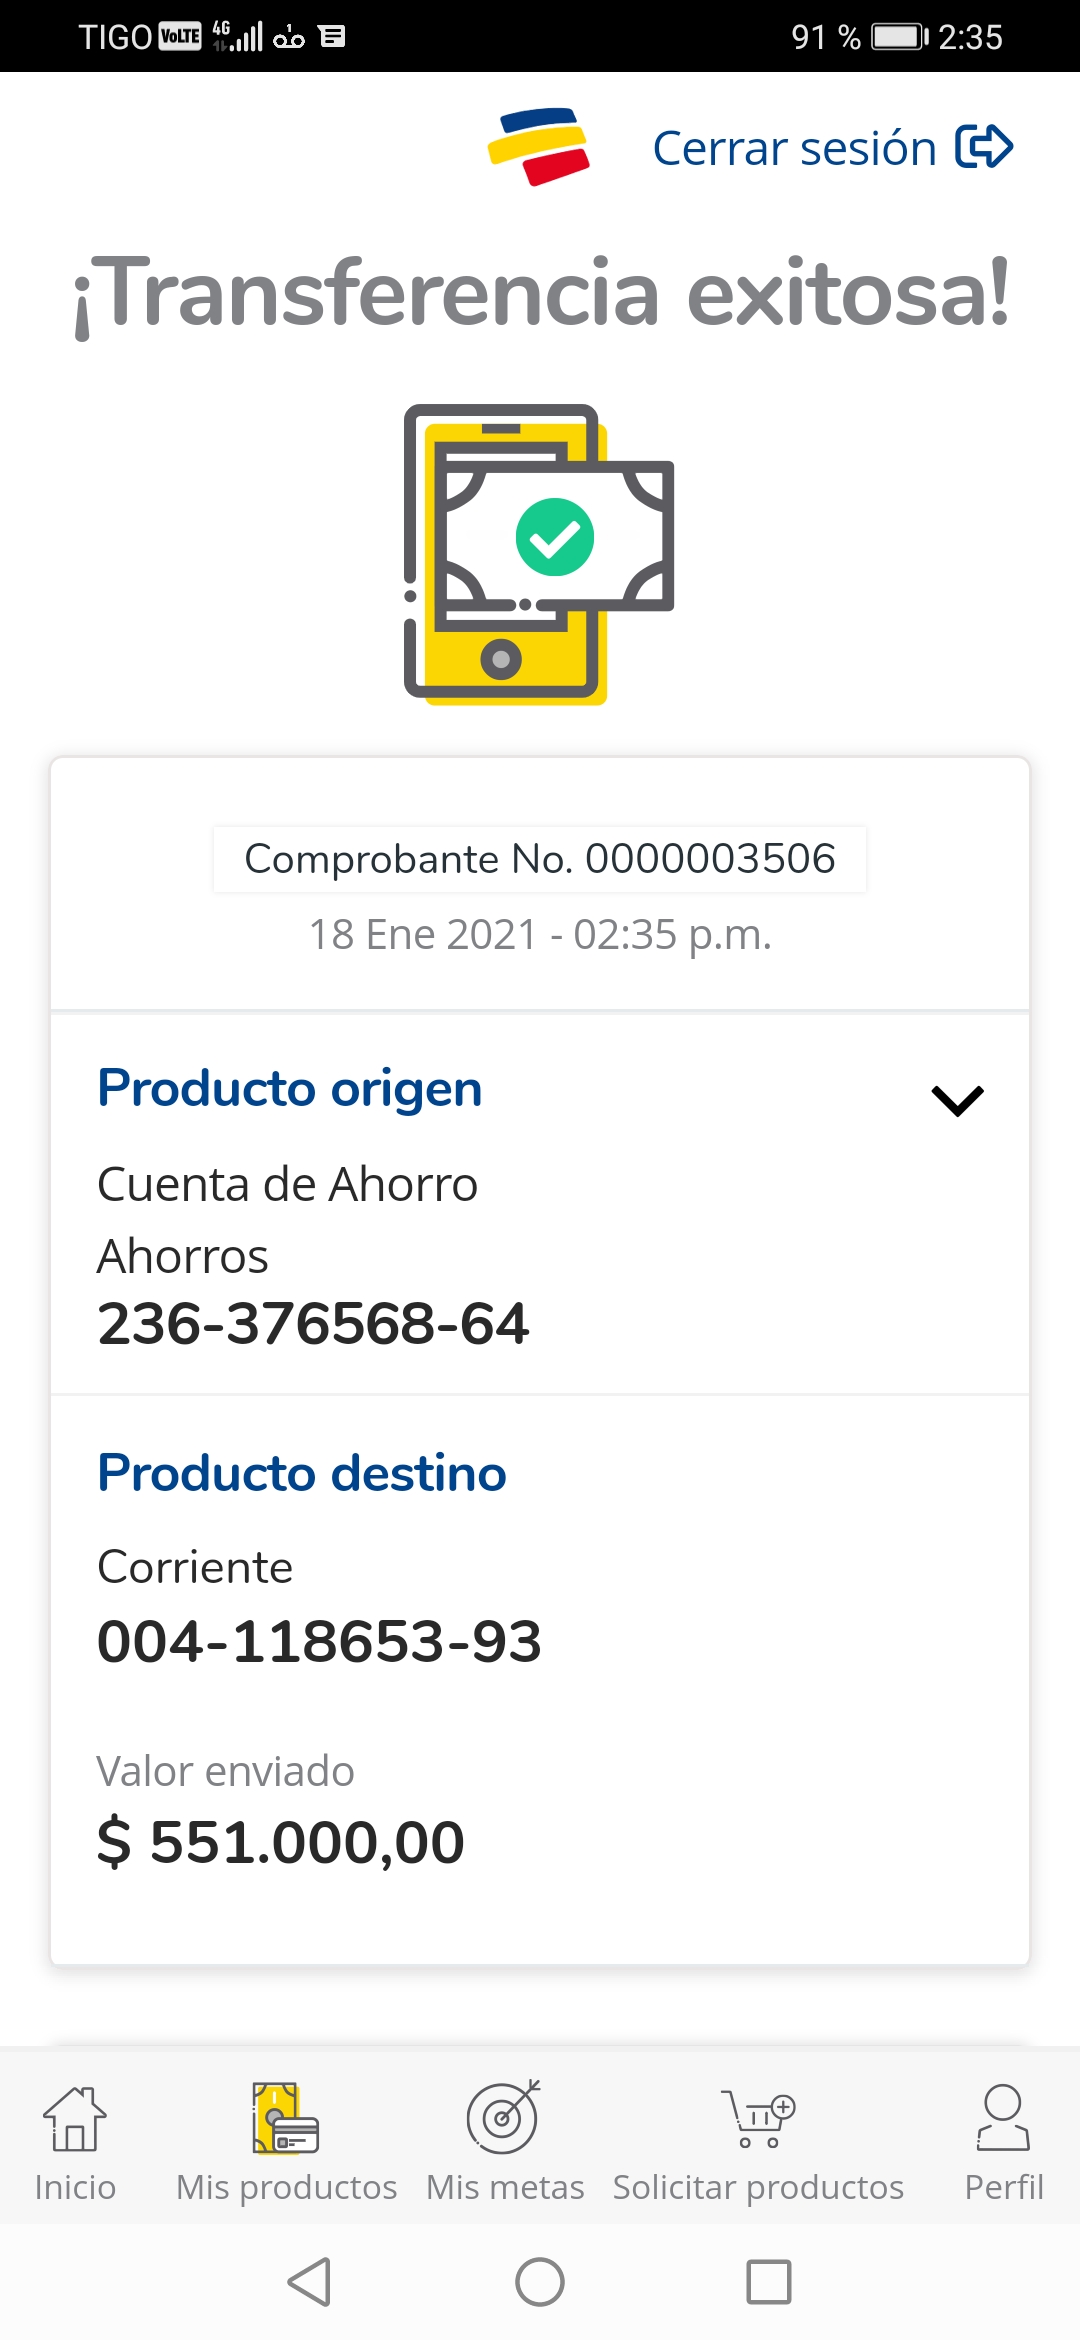 TIGO VoLTE 4G 91 % 2:35
Cerrar sesión
¡Transferencia exitosa!
Comprobante No. 0000003506
18 Ene 2021 - 02:35 p.m.
Producto origen
Cuenta de Ahorro
Ahorros
236-376568-64
Producto destino
Corriente
004-118653-93
Valor enviado
$ 551.000,00
Inicio Mis productos Mis metas Solicitar productos Perfil